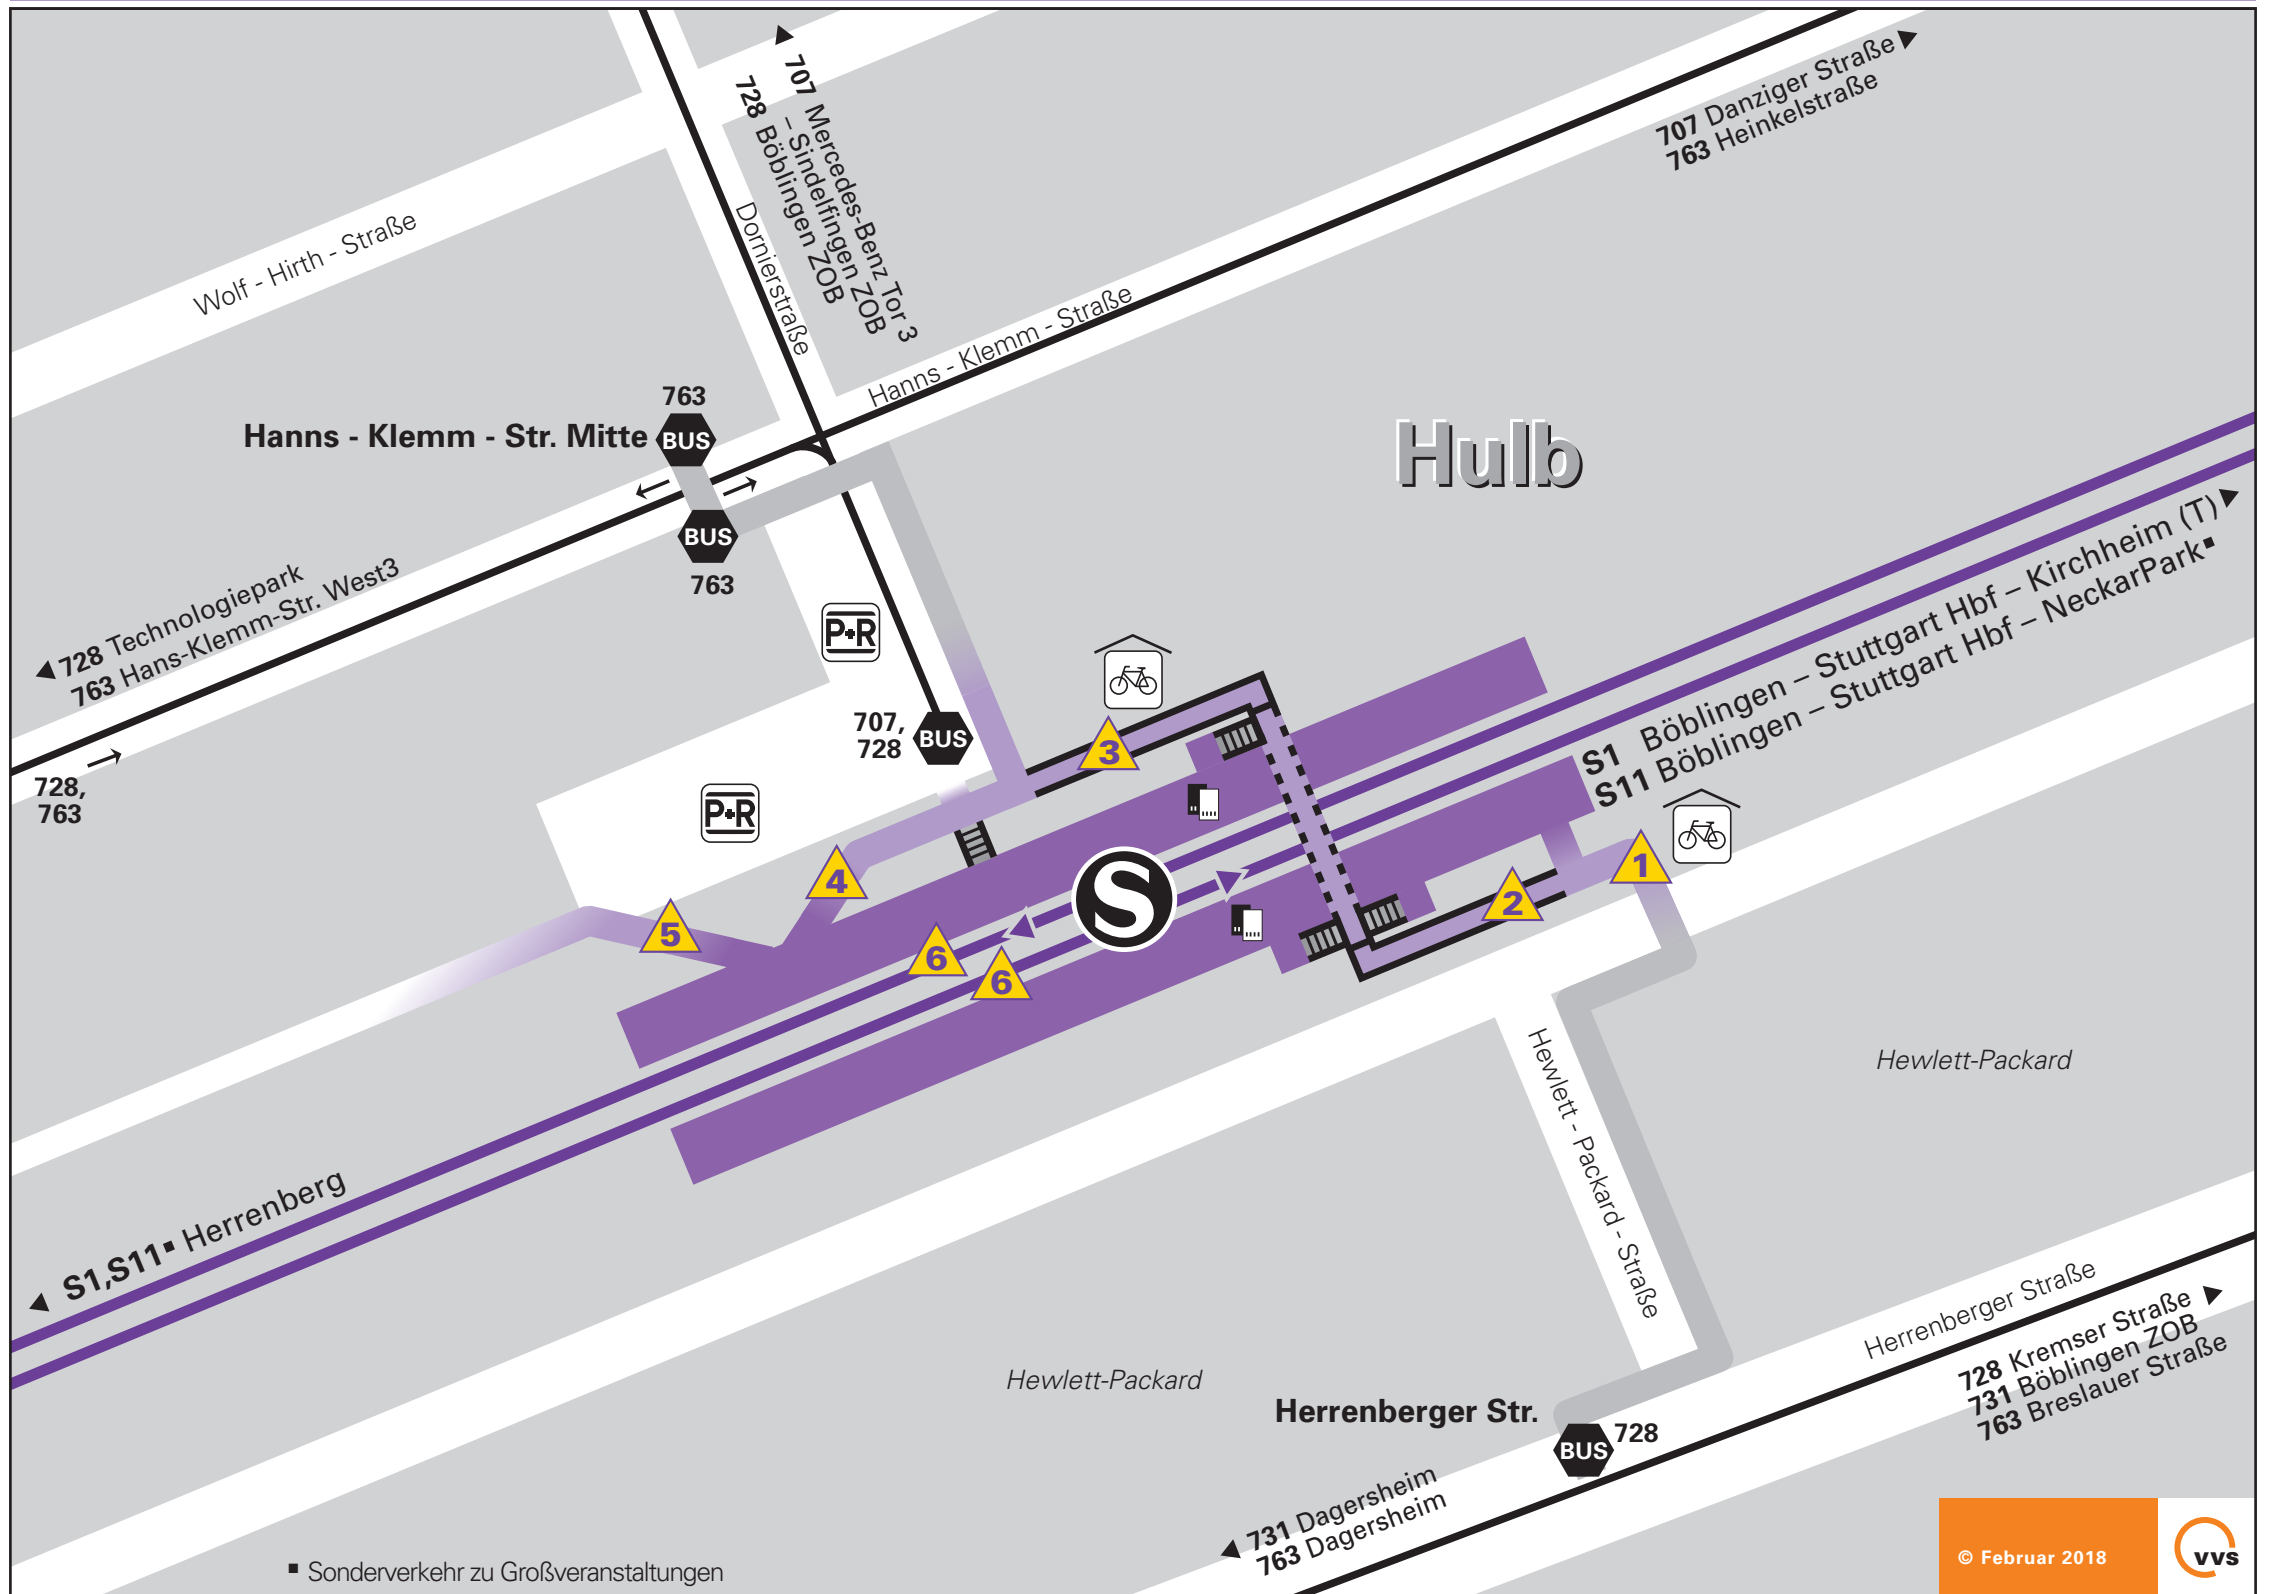 707 Mercedes-Benz Tor 3
– Sindelfingen ZOB
728 Böblingen ZOB
707 Danziger Straße
763 Heinkelstraße
Wolf - Hirth - Straße
Dornierstraße
Hanns - Klemm - Straße
763
Hanns - Klemm - Str. Mitte
BUS
BUS
763
Hulb
728 Technologiepark
763 Hans-Klemm-Str. West3
728,
763
P+R
707,
728
BUS
P+R
S1 Böblingen – Stuttgart Hbf – Kirchheim (T)
S11 Böblingen – Stuttgart Hbf – NeckarPark▪
3
4
5
S
1
2
6
6
Hewlett - Packard - Straße
Hewlett-Packard
S1,S11▪ Herrenberg
Hewlett-Packard
Herrenberger Straße
728 Kremser Straße
731 Böblingen ZOB
763 Breslauer Straße
Herrenberger Str.
BUS
728
731 Dagersheim
763 Dagersheim
▪ Sonderverkehr zu Großveranstaltungen
© Februar 2018
vvs